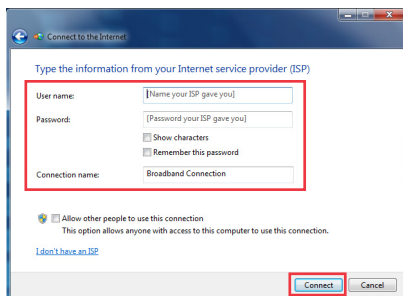 Connect to the Internet
Type the information from your Internet service provider (ISP)
User name: [Name your ISP gave you]
Password: [Password your ISP gave you]
Show characters
Remember this password
Connection name: Broadband Connection
Allow other people to use this connection
This option allows anyone with access to this computer to use this connection.
I don't have an ISP
Connect Cancel